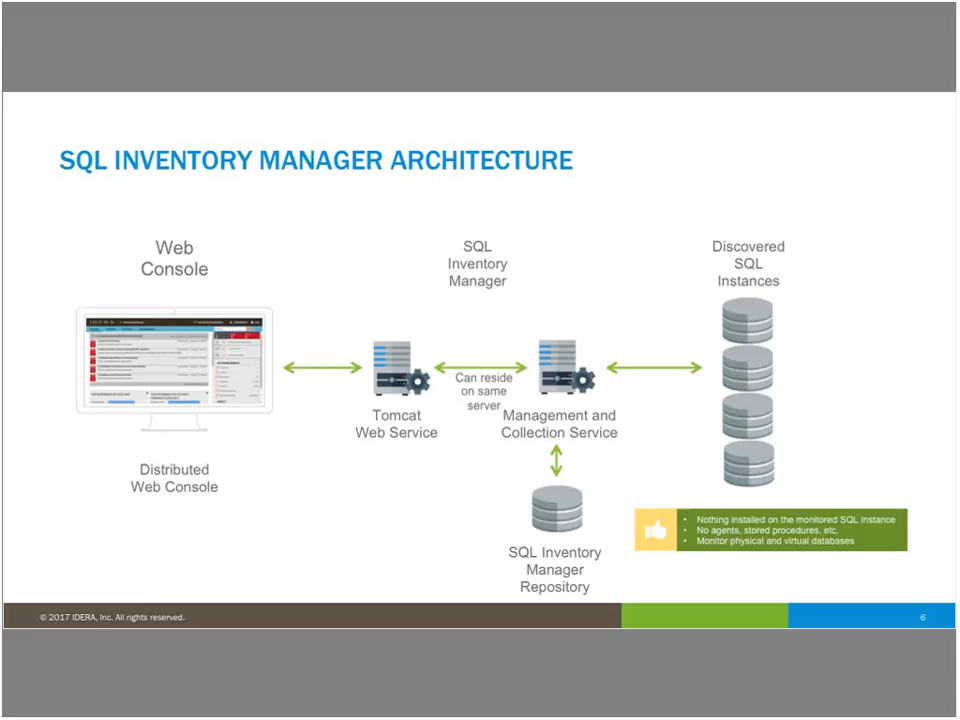 SQL INVENTORY MANAGER ARCHITECTURE
Web
Console
SQL
Inventory
Manager
Discovered
SQL
Instances
Can reside
on same
server
Tomcat
Web Service
Management and
Collection Service
Distributed
Web Console
SQL Inventory
Manager
Repository
• Nothing installed on the monitored SQL instance
• No agents, stored procedures, etc.
• Monitor physical and virtual databases
© 2017 IDERA, Inc. All rights reserved.
6